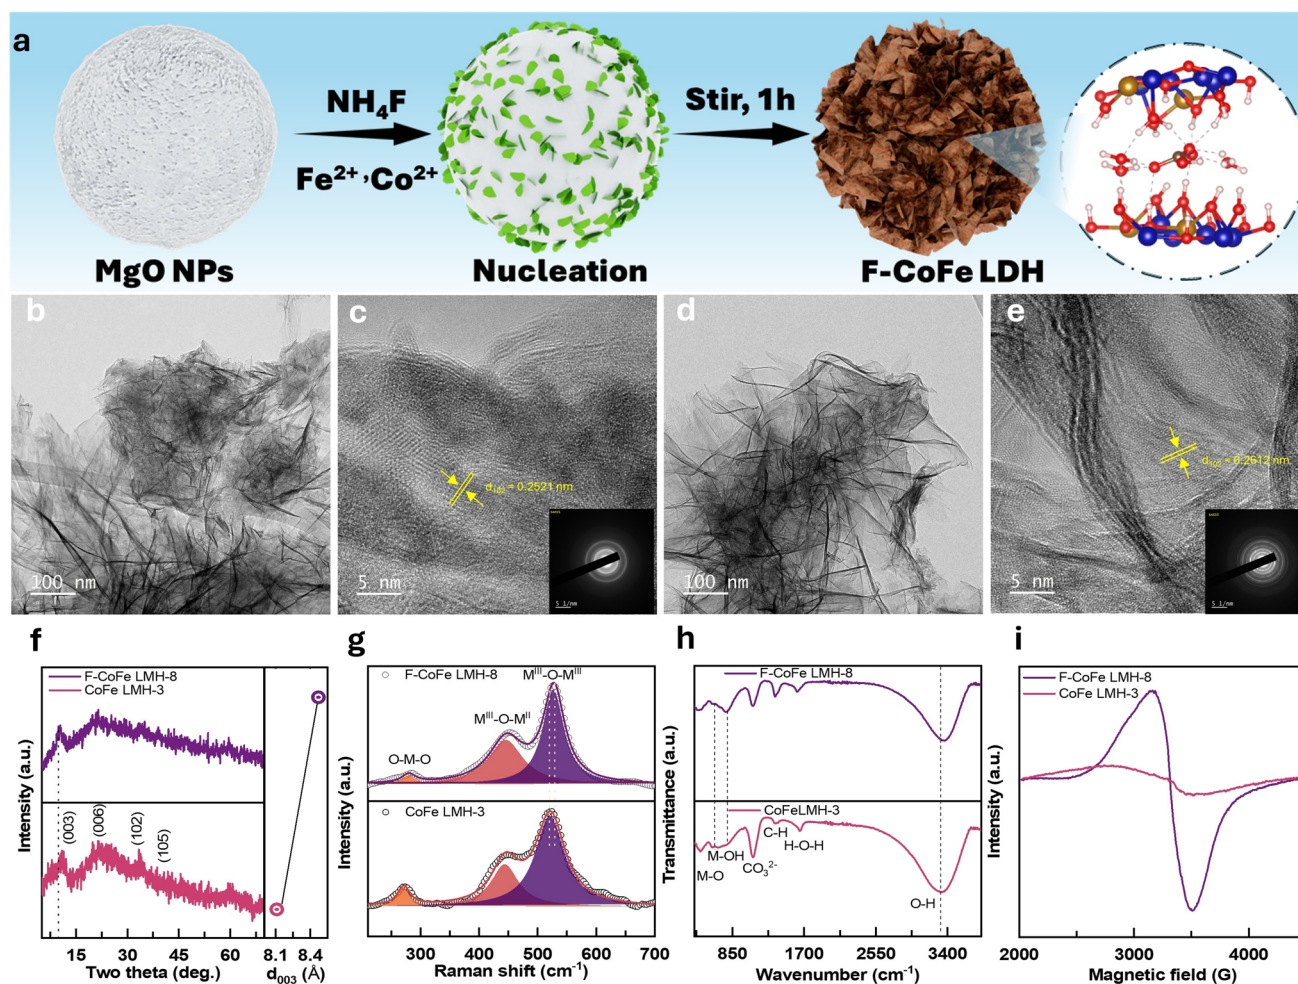 a
NH₄F
Fe²⁺,Co²⁺
Stir, 1h
MgO NPs
Nucleation
F-CoFe LDH
b
100 nm
c
d₁₀₂ = 0.2521 nm
5 nm
5 1/nm
d
100 nm
e
d₁₀₂ = 0.2612 nm
5 nm
5 1/nm
f
F-CoFe LMH-8
CoFe LMH-3
(003)
(006)
(102)
(105)
Intensity (a.u.)
15 30 45 60
Two theta (deg.)
8.1 8.4
d₀₀₃ (Å)
g
F-CoFe LMH-8
Mᴵᴵᴵ-O-Mᴵᴵᴵ
Mᴵᴵᴵ-O-Mᴵᴵ
O-M-O
CoFe LMH-3
Intensity (a.u.)
300 400 500 600 700
Raman shift (cm⁻¹)
h
F-CoFe LMH-8
CoFeLMH-3
C-H
M-OH
H-O-H
M-O
CO₃²⁻
O-H
Transmittance (a.u.)
850 1700 2550 3400
Wavenumber (cm⁻¹)
i
F-CoFe LMH-8
CoFe LMH-3
Intensity (a.u.)
2000 3000 4000
Magnetic field (G)